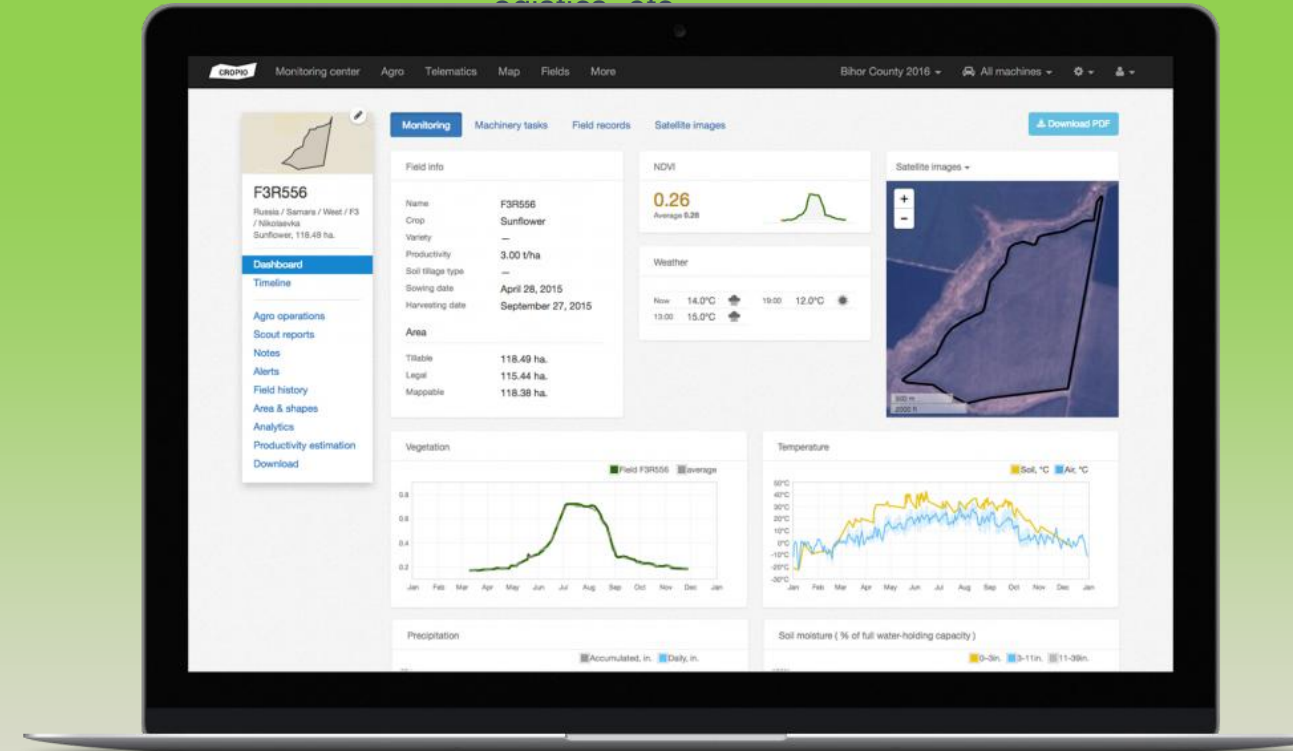 CROPIO Monitoring center Agro Telematics Map Fields More Bihor County 2016 All machines
F3R556
Russia / Samara / West / F3
/ Nikolaevka
Sunflower, 118.49 ha.
Dashboard
Timeline
Agro operations
Scout reports
Notes
Alerts
Field history
Area & shapes
Analytics
Productivity estimation
Download
Monitoring Machinery tasks Field records Satellite images Download PDF
Field info
Name F3R556
Crop Sunflower
Variety —
Productivity 3.00 t/ha
Soil tillage type —
Sowing date April 28, 2015
Harvesting date September 27, 2015
Area
Tillable 118.49 ha.
Legal 115.44 ha.
Mappable 118.38 ha.
NDVI
0.26
Average 0.26
Weather
Now 14.0°C 19:00 12.0°C
13:00 15.0°C
Satellite images
+
−
500 m
2000 ft
Vegetation
Field F3R556 average
0.8
0.6
0.4
0.2
Jan Feb Mar Apr May Jun Jul Aug Sep Oct Nov Dec Jan
Temperature
Soil, °C Air, °C
50°C
40°C
30°C
20°C
10°C
0°C
-10°C
-20°C
-30°C
Jan Feb Mar Apr May Jun Jul Aug Sep Oct Nov Dec Jan
Precipitation
Accumulated, in. Daily, in.
Soil moisture ( % of full water-holding capacity )
0-3in. 3-11in. 11-39in.